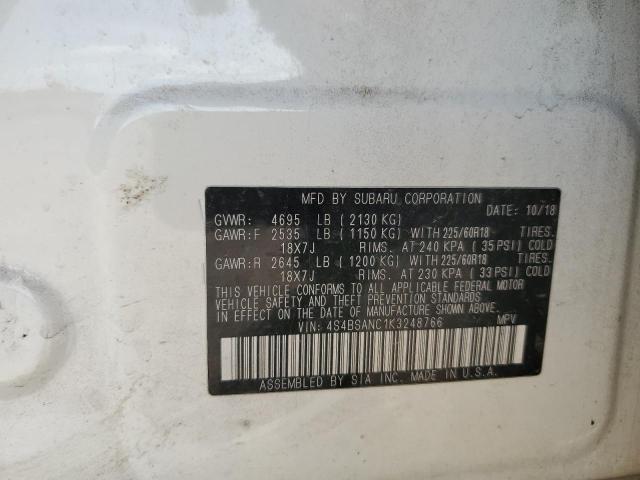 MFD BY SUBARU CORPORATION
DATE: 10/18
GVWR: 4695 LB (2130 KG)
GAWR:F 2535 LB (1150 KG) WITH 225/60R18 TIRES.
18X7J RIMS. AT 240 KPA (35 PSI) COLD
GAWR:R 2645 LB (1200 KG) WITH 225/60R18 TIRES.
18X7J RIMS. AT 230 KPA (33 PSI) COLD
THIS VEHICLE CONFORMS TO ALL APPLICABLE FEDERAL MOTOR
VEHICLE SAFETY AND THEFT PREVENTION STANDARDS
IN EFFECT ON THE DATE OF MANUFACTURE SHOWN ABOVE.
VIN: 4S4BSANC1K3248766 MPV
ASSEMBLED BY SIA INC. MADE IN U.S.A.